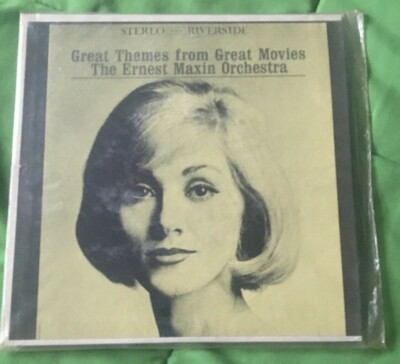 STEREO — RIVERSIDE
Great Themes from Great Movies
The Ernest Maxin Orchestra